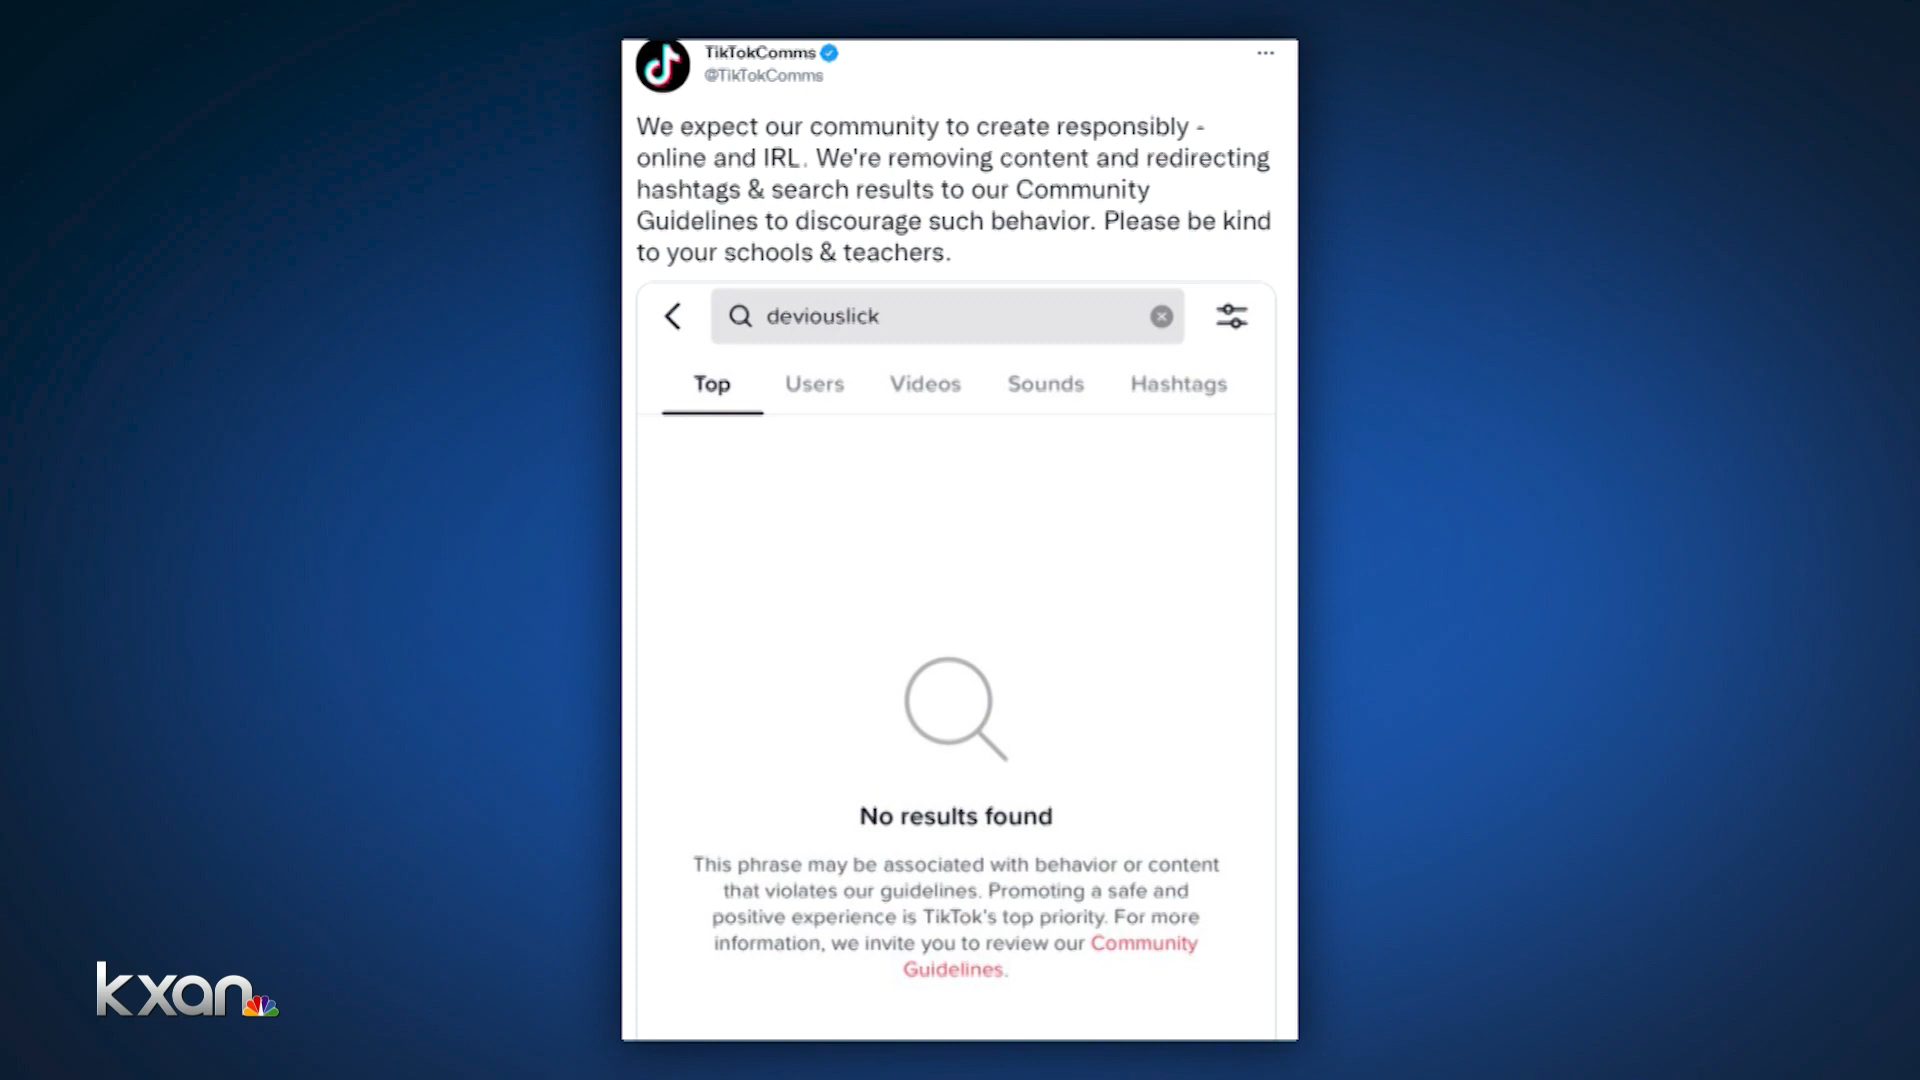 TikTokComms
@TikTokComms
...
We expect our community to create responsibly -
online and IRL. We're removing content and redirecting
hashtags & search results to our Community
Guidelines to discourage such behavior. Please be kind
to your schools & teachers.
deviouslick
Top Users Videos Sounds Hashtags
No results found
This phrase may be associated with behavior or content
that violates our guidelines. Promoting a safe and
positive experience is TikTok's top priority. For more
information, we invite you to review our Community
Guidelines.
kxan